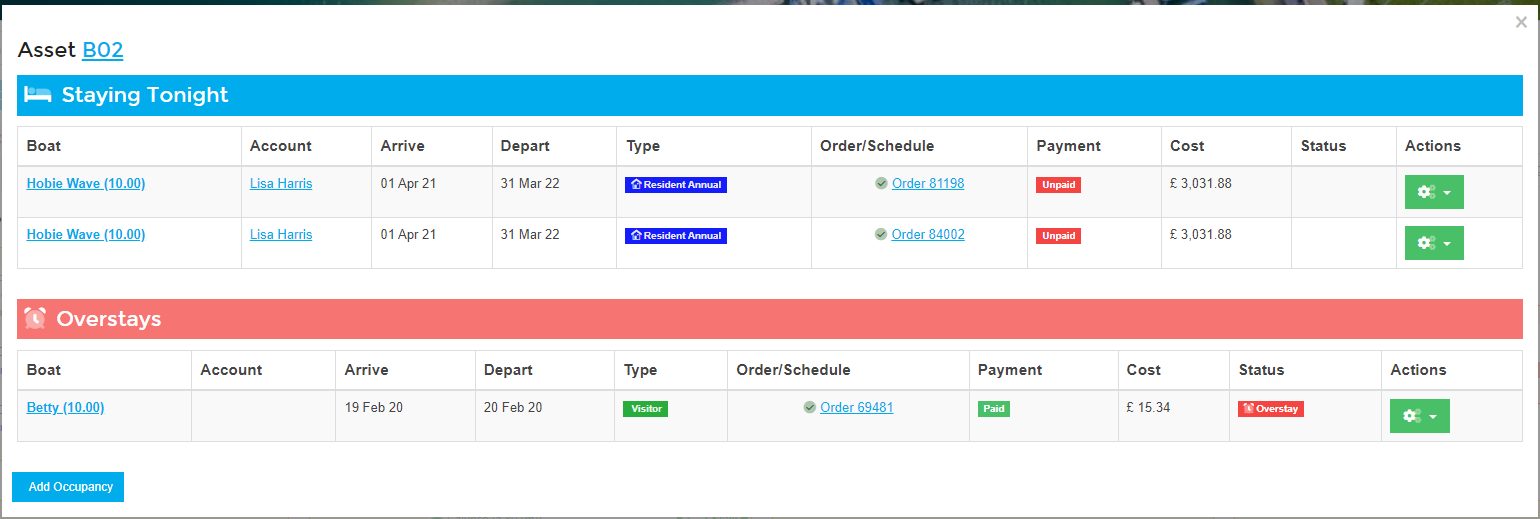 ×
Asset B02
Staying Tonight
Boat Account Arrive Depart Type Order/Schedule Payment Cost Status Actions
Hobie Wave (10.00) Lisa Harris 01 Apr 21 31 Mar 22 Resident Annual Order 81198 Unpaid £ 3,031.88
Hobie Wave (10.00) Lisa Harris 01 Apr 21 31 Mar 22 Resident Annual Order 84002 Unpaid £ 3,031.88
Overstays
Boat Account Arrive Depart Type Order/Schedule Payment Cost Status Actions
Betty (10.00) 19 Feb 20 20 Feb 20 Visitor Order 69481 Paid £ 15.34 Overstay
Add Occupancy